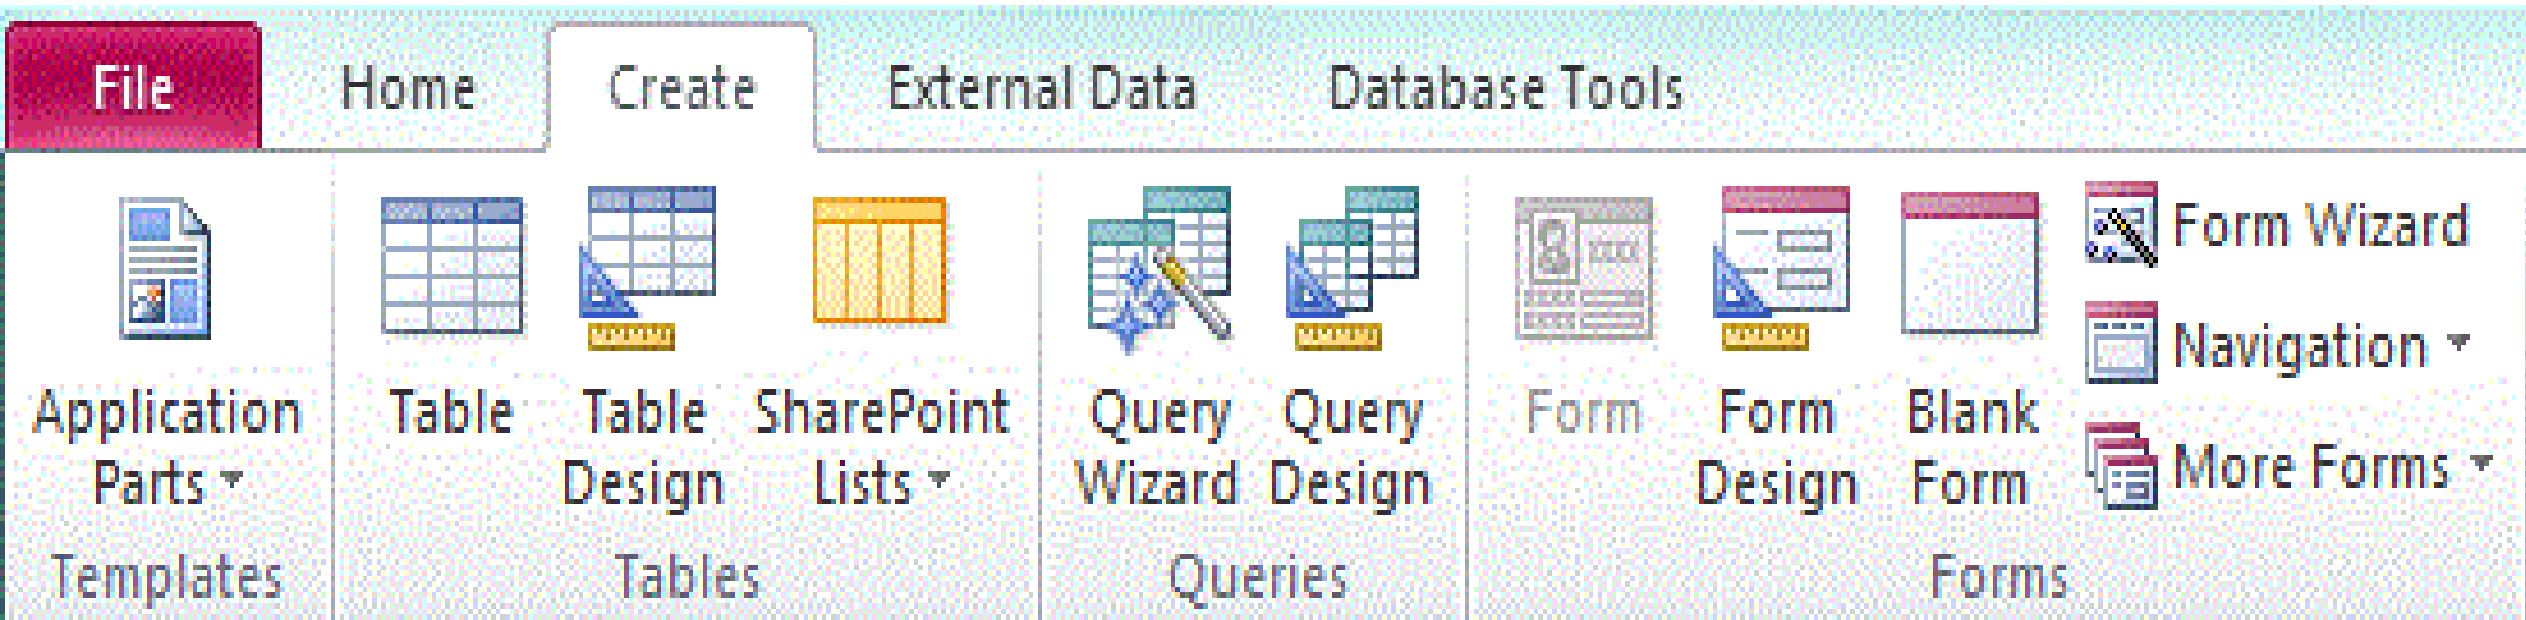 File Home Create External Data Database Tools
Application Parts
Table
Table Design
SharePoint Lists
Query Wizard
Query Design
Form
Form Design
Blank Form
Form Wizard
Navigation
More Forms
Templates Tables Queries Forms